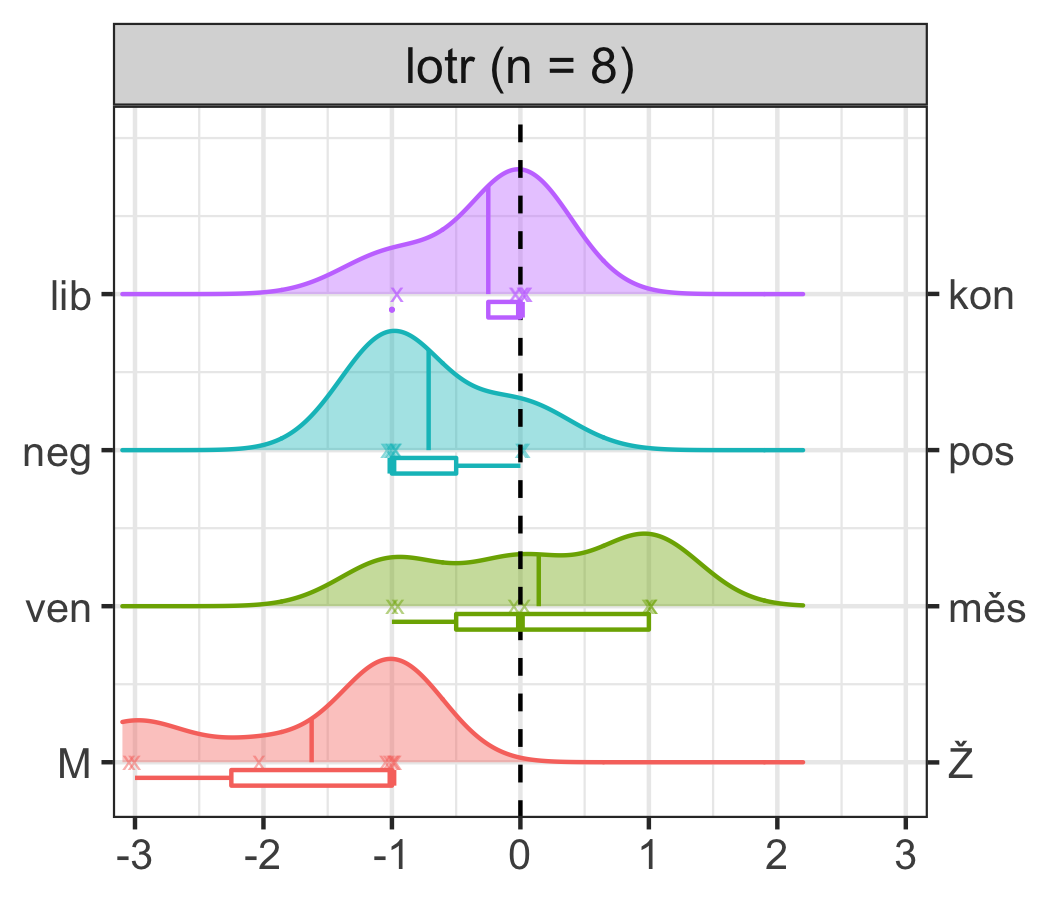 lotr (n = 8)
lib kon
neg pos
ven měs
M Ž
-3 -2 -1 0 1 2 3